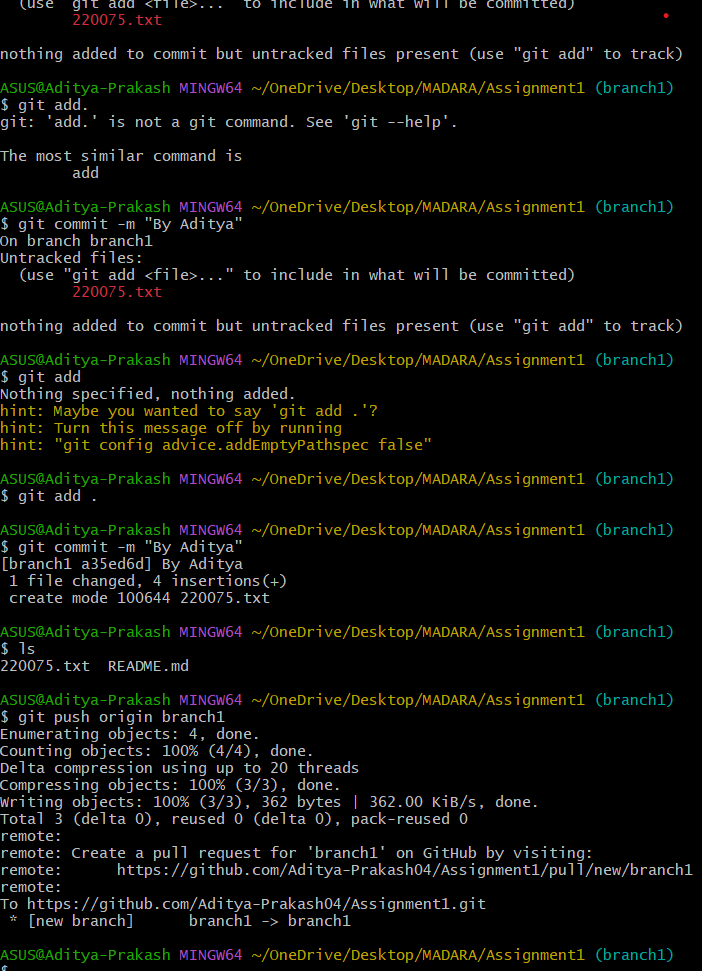 (use "git add <file>..." to include in what will be committed)
220075.txt
nothing added to commit but untracked files present (use "git add" to track)
ASUS@Aditya-Prakash MINGW64 ~/OneDrive/Desktop/MADARA/Assignment1 (branch1)
$ git add.
git: 'add.' is not a git command. See 'git --help'.
The most similar command is
add
ASUS@Aditya-Prakash MINGW64 ~/OneDrive/Desktop/MADARA/Assignment1 (branch1)
$ git commit -m "By Aditya"
On branch branch1
Untracked files:
(use "git add <file>..." to include in what will be committed)
220075.txt
nothing added to commit but untracked files present (use "git add" to track)
ASUS@Aditya-Prakash MINGW64 ~/OneDrive/Desktop/MADARA/Assignment1 (branch1)
$ git add
Nothing specified, nothing added.
hint: Maybe you wanted to say 'git add .'?
hint: Turn this message off by running
hint: "git config advice.addEmptyPathspec false"
ASUS@Aditya-Prakash MINGW64 ~/OneDrive/Desktop/MADARA/Assignment1 (branch1)
$ git add .
ASUS@Aditya-Prakash MINGW64 ~/OneDrive/Desktop/MADARA/Assignment1 (branch1)
$ git commit -m "By Aditya"
[branch1 a35ed6d] By Aditya
1 file changed, 4 insertions(+)
create mode 100644 220075.txt
ASUS@Aditya-Prakash MINGW64 ~/OneDrive/Desktop/MADARA/Assignment1 (branch1)
$ ls
220075.txt README.md
ASUS@Aditya-Prakash MINGW64 ~/OneDrive/Desktop/MADARA/Assignment1 (branch1)
$ git push origin branch1
Enumerating objects: 4, done.
Counting objects: 100% (4/4), done.
Delta compression using up to 20 threads
Compressing objects: 100% (3/3), done.
Writing objects: 100% (3/3), 362 bytes | 362.00 KiB/s, done.
Total 3 (delta 0), reused 0 (delta 0), pack-reused 0
remote:
remote: Create a pull request for 'branch1' on GitHub by visiting:
remote: https://github.com/Aditya-Prakash04/Assignment1/pull/new/branch1
remote:
To https://github.com/Aditya-Prakash04/Assignment1.git
* [new branch] branch1 -> branch1
ASUS@Aditya-Prakash MINGW64 ~/OneDrive/Desktop/MADARA/Assignment1 (branch1)
$